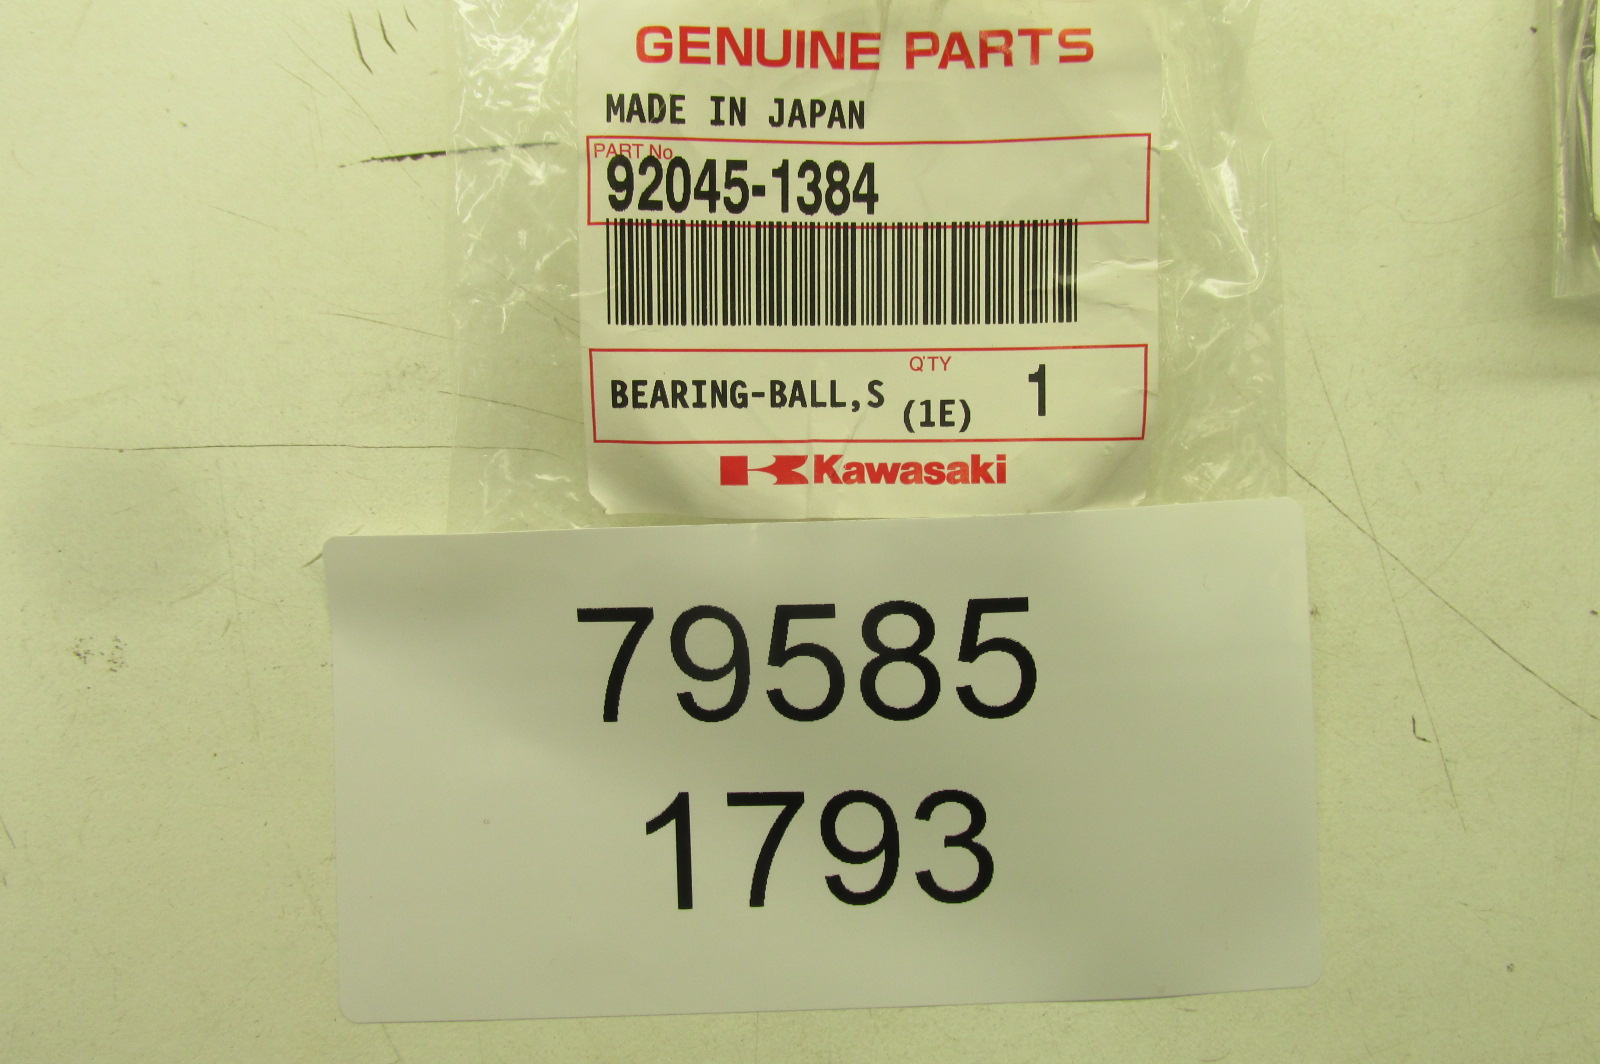 GENUINE PARTS
MADE IN JAPAN
PART No.
92045-1384
Q'TY
BEARING-BALL,S (1E) 1
Kawasaki
79585
1793